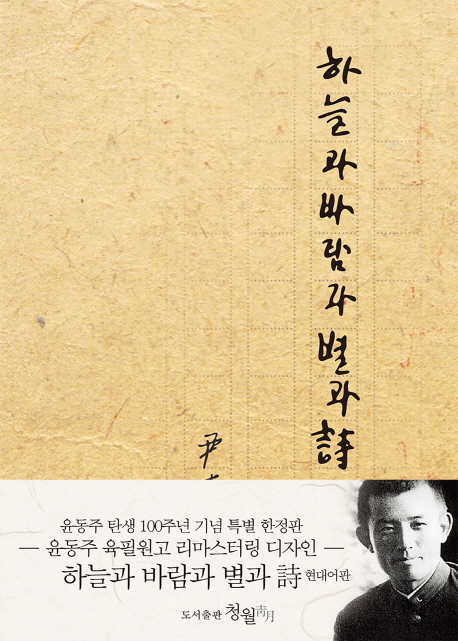 하늘과 바람과 별과 詩
尹
윤동주 탄생 100주년 기념 특별 한정판
— 윤동주 육필원고 리마스터링 디자인 —
하늘과 바람과 별과 詩 현대어판
도서출판 청월 靑月